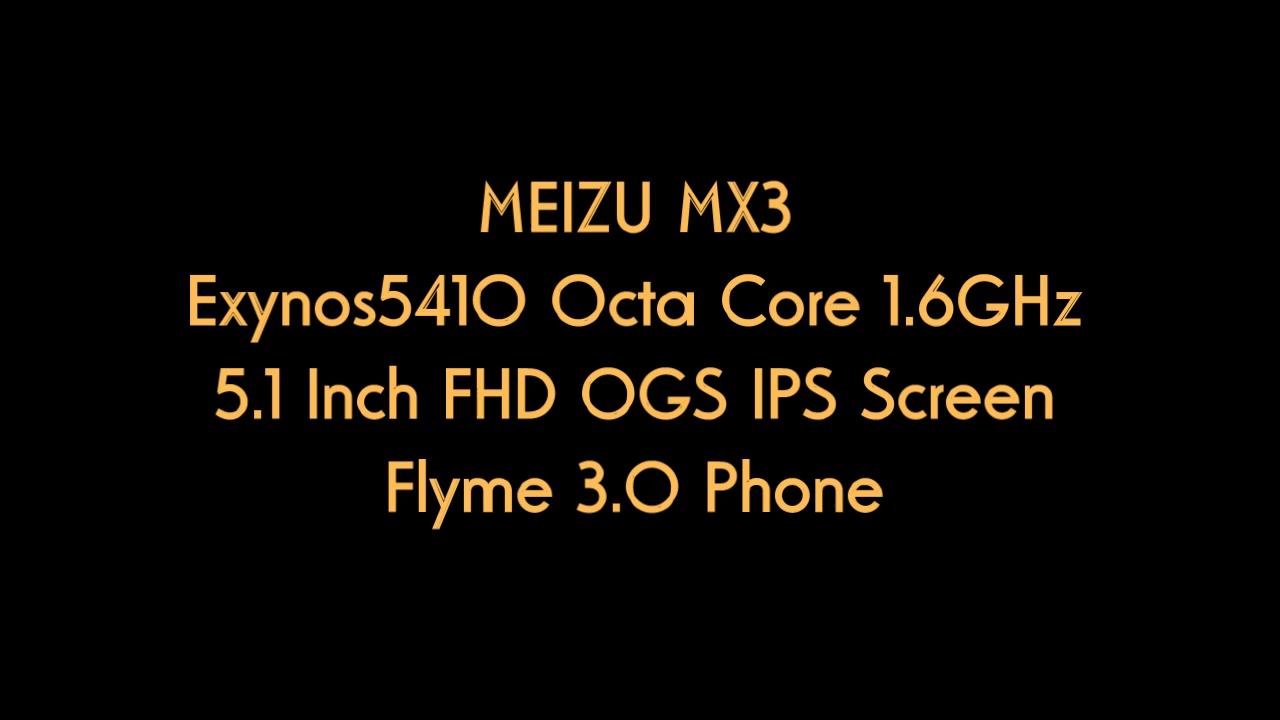 MEIZU MX3
Exynos5410 Octa Core 1.6GHz
5.1 Inch FHD OGS IPS Screen
Flyme 3.0 Phone